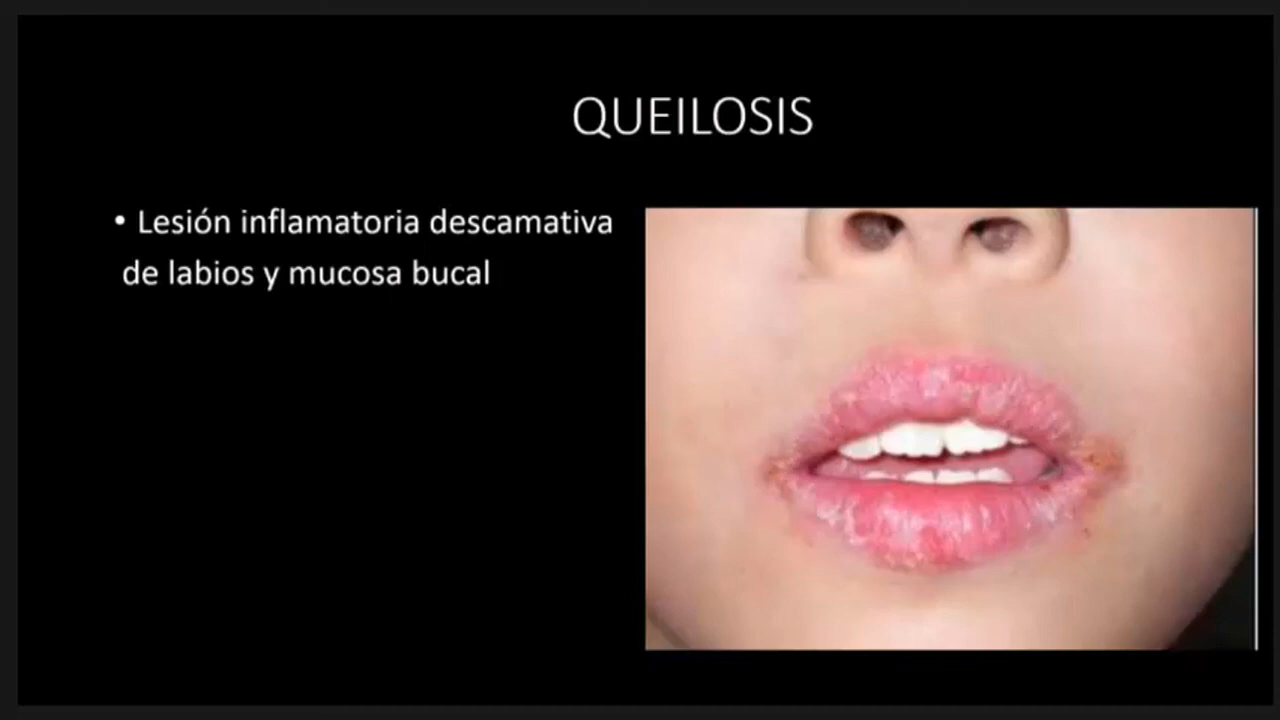 QUEILOSIS
• Lesión inflamatoria descamativa
de labios y mucosa bucal